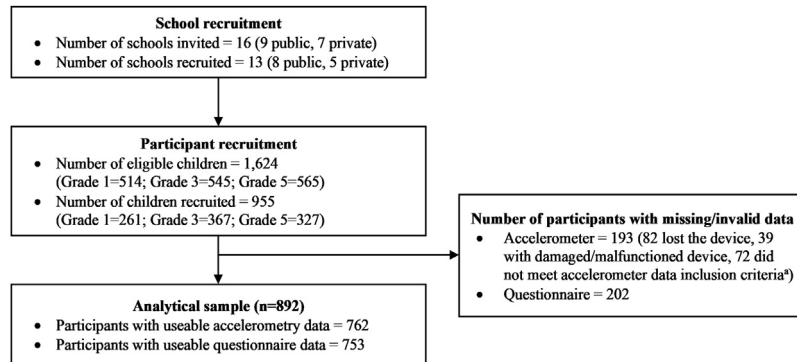 School recruitment
• Number of schools invited = 16 (9 public, 7 private)
• Number of schools recruited = 13 (8 public, 5 private)
Participant recruitment
• Number of eligible children = 1,624
(Grade 1=514; Grade 3=545; Grade 5=565)
• Number of children recruited = 955
(Grade 1=261; Grade 3=367; Grade 5=327)
Number of participants with missing/invalid data
• Accelerometer = 193 (82 lost the device, 39
with damaged/malfunctioned device, 72 did
not meet accelerometer data inclusion criteriaᵃ)
• Questionnaire = 202
Analytical sample (n=892)
• Participants with useable accelerometry data = 762
• Participants with useable questionnaire data = 753